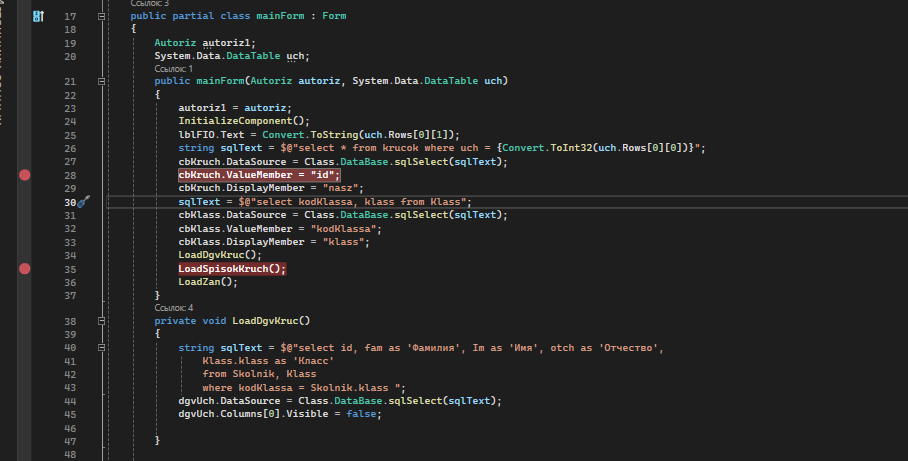 Ссылок: 3
17 public partial class mainForm : Form
18 {
19 Autoriz autoriz1;
20 System.Data.DataTable uch;
Ссылок: 1
21 public mainForm(Autoriz autoriz, System.Data.DataTable uch)
22 {
23 autoriz1 = autoriz;
24 InitializeComponent();
25 lblFIO.Text = Convert.ToString(uch.Rows[0][1]);
26 string sqlText = $@"select * from krucok where uch = {Convert.ToInt32(uch.Rows[0][0])}";
27 cbKruch.DataSource = Class.DataBase.sqlSelect(sqlText);
28 cbKruch.ValueMember = "id";
29 cbKruch.DisplayMember = "nasz";
30 sqlText = $@"select kodKlassa, klass from Klass";
31 cbKlass.DataSource = Class.DataBase.sqlSelect(sqlText);
32 cbKlass.ValueMember = "kodKlassa";
33 cbKlass.DisplayMember = "klass";
34 LoadDgvKruc();
35 LoadSpisokKruch();
36 LoadZan();
37 }
Ссылок: 4
38 private void LoadDgvKruc()
39 {
40 string sqlText = $@"select id, fam as 'Фамилия', Im as 'Имя', otch as 'Отчество',
41 Klass.klass as 'Класс'
42 from Skolnik, Klass
43 where kodKlassa = Skolnik.klass ";
44 dgvUch.DataSource = Class.DataBase.sqlSelect(sqlText);
45 dgvUch.Columns[0].Visible = false;
46
47 }
48